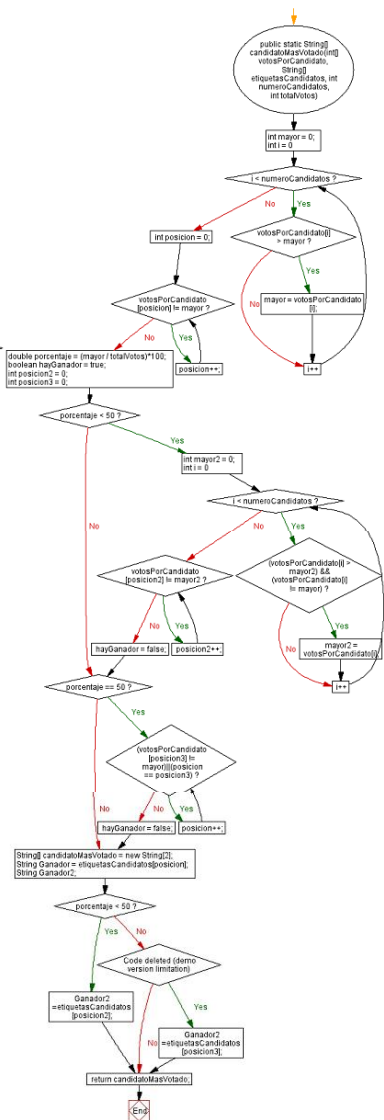 public static String[]
candidatoMasVotado(int[]
votosPorCandidato,
String[]
etiquetasCandidatos, int
numeroCandidatos,
int totalVotos)
int mayor = 0;
int i = 0
i < numeroCandidatos ?
No
Yes
int posicion = 0;
votosPorCandidato[i]
> mayor ?
No
Yes
votosPorCandidato
[posicion] != mayor ?
mayor = votosPorCandidato
[i];
No
Yes
double porcentaje = (mayor / totalVotos)*100;
boolean hayGanador = true;
int posicion2 = 0;
int posicion3 = 0;
posicion++;
i++
porcentaje < 50 ?
Yes
No
int mayor2 = 0;
int i = 0
i < numeroCandidatos ?
No
Yes
votosPorCandidato
[posicion2] != mayor2 ?
(votosPorCandidato[i] >
mayor2) &&
(votosPorCandidato[i]
!= mayor) ?
No
Yes
No
Yes
hayGanador = false;
posicion2++;
mayor2 =
votosPorCandidato[i]
i++
porcentaje == 50 ?
Yes
No
(votosPorCandidato
[posicion3] !=
mayor)||(posicion
== posicion3) ?
No
Yes
hayGanador = false;
posicion++;
String[] candidatoMasVotado = new String[2];
String Ganador = etiquetasCandidatos[posicion];
String Ganador2;
porcentaje < 50 ?
Yes
No
Code deleted (demo
version limitation)
Yes
No
Ganador2
=etiquetasCandidatos
[posicion2];
Ganador2
=etiquetasCandidatos
[posicion3];
return candidatoMasVotado;
<End>